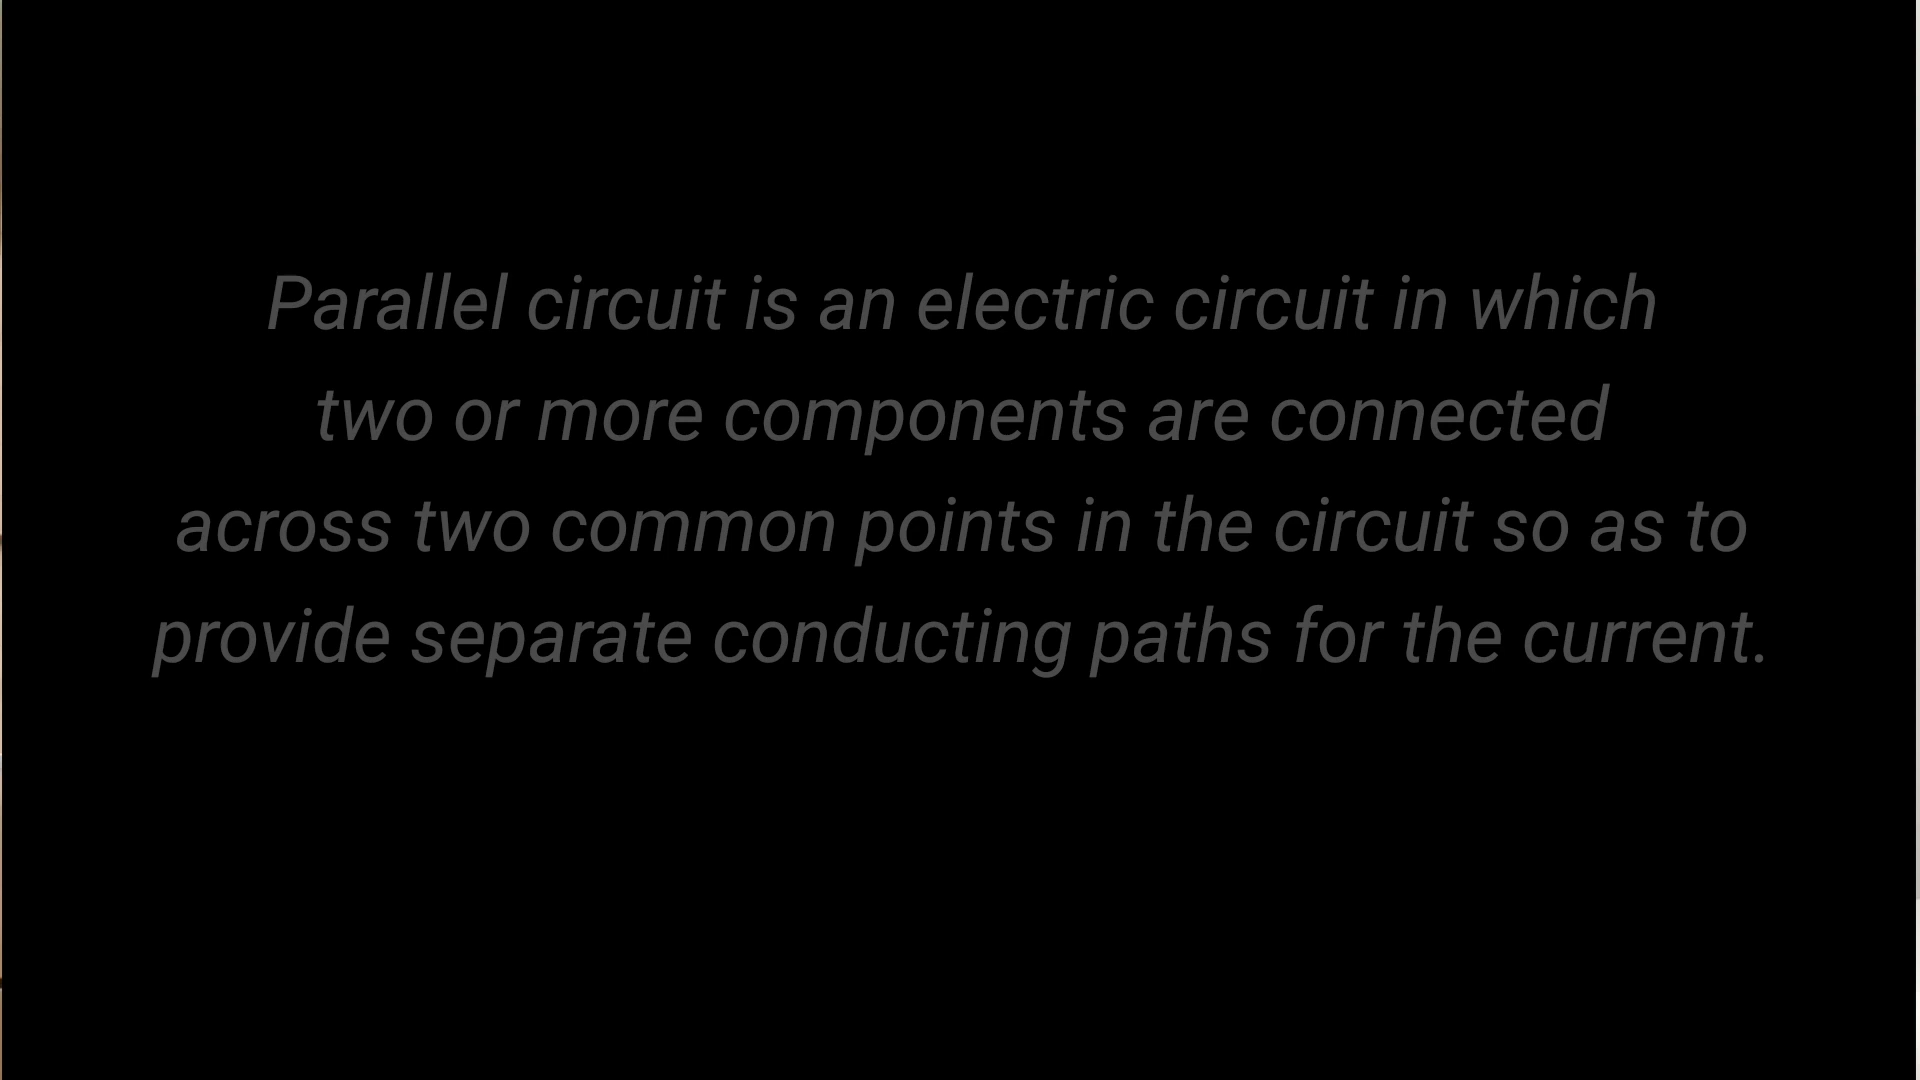 Parallel circuit is an electric circuit in which
two or more components are connected
across two common points in the circuit so as to
provide separate conducting paths for the current.